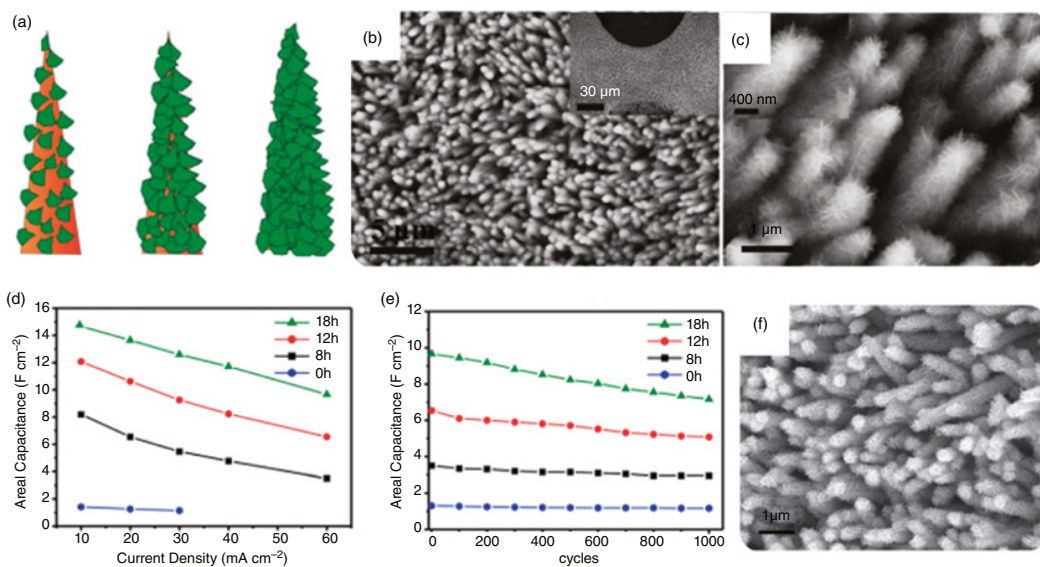 (a)
(b)
30 μm
5 μm
(c)
400 nm
1 μm
(d)
Areal Capacitance (F cm⁻²)
16
14
12
10
8
6
4
2
0
18h
12h
8h
0h
10 20 30 40 50 60
Current Density (mA cm⁻²)
(e)
Areal Capacitance (F cm⁻²)
12
10
8
6
4
2
0
18h
12h
8h
0h
0 200 400 600 800 1000
cycles
(f)
1μm